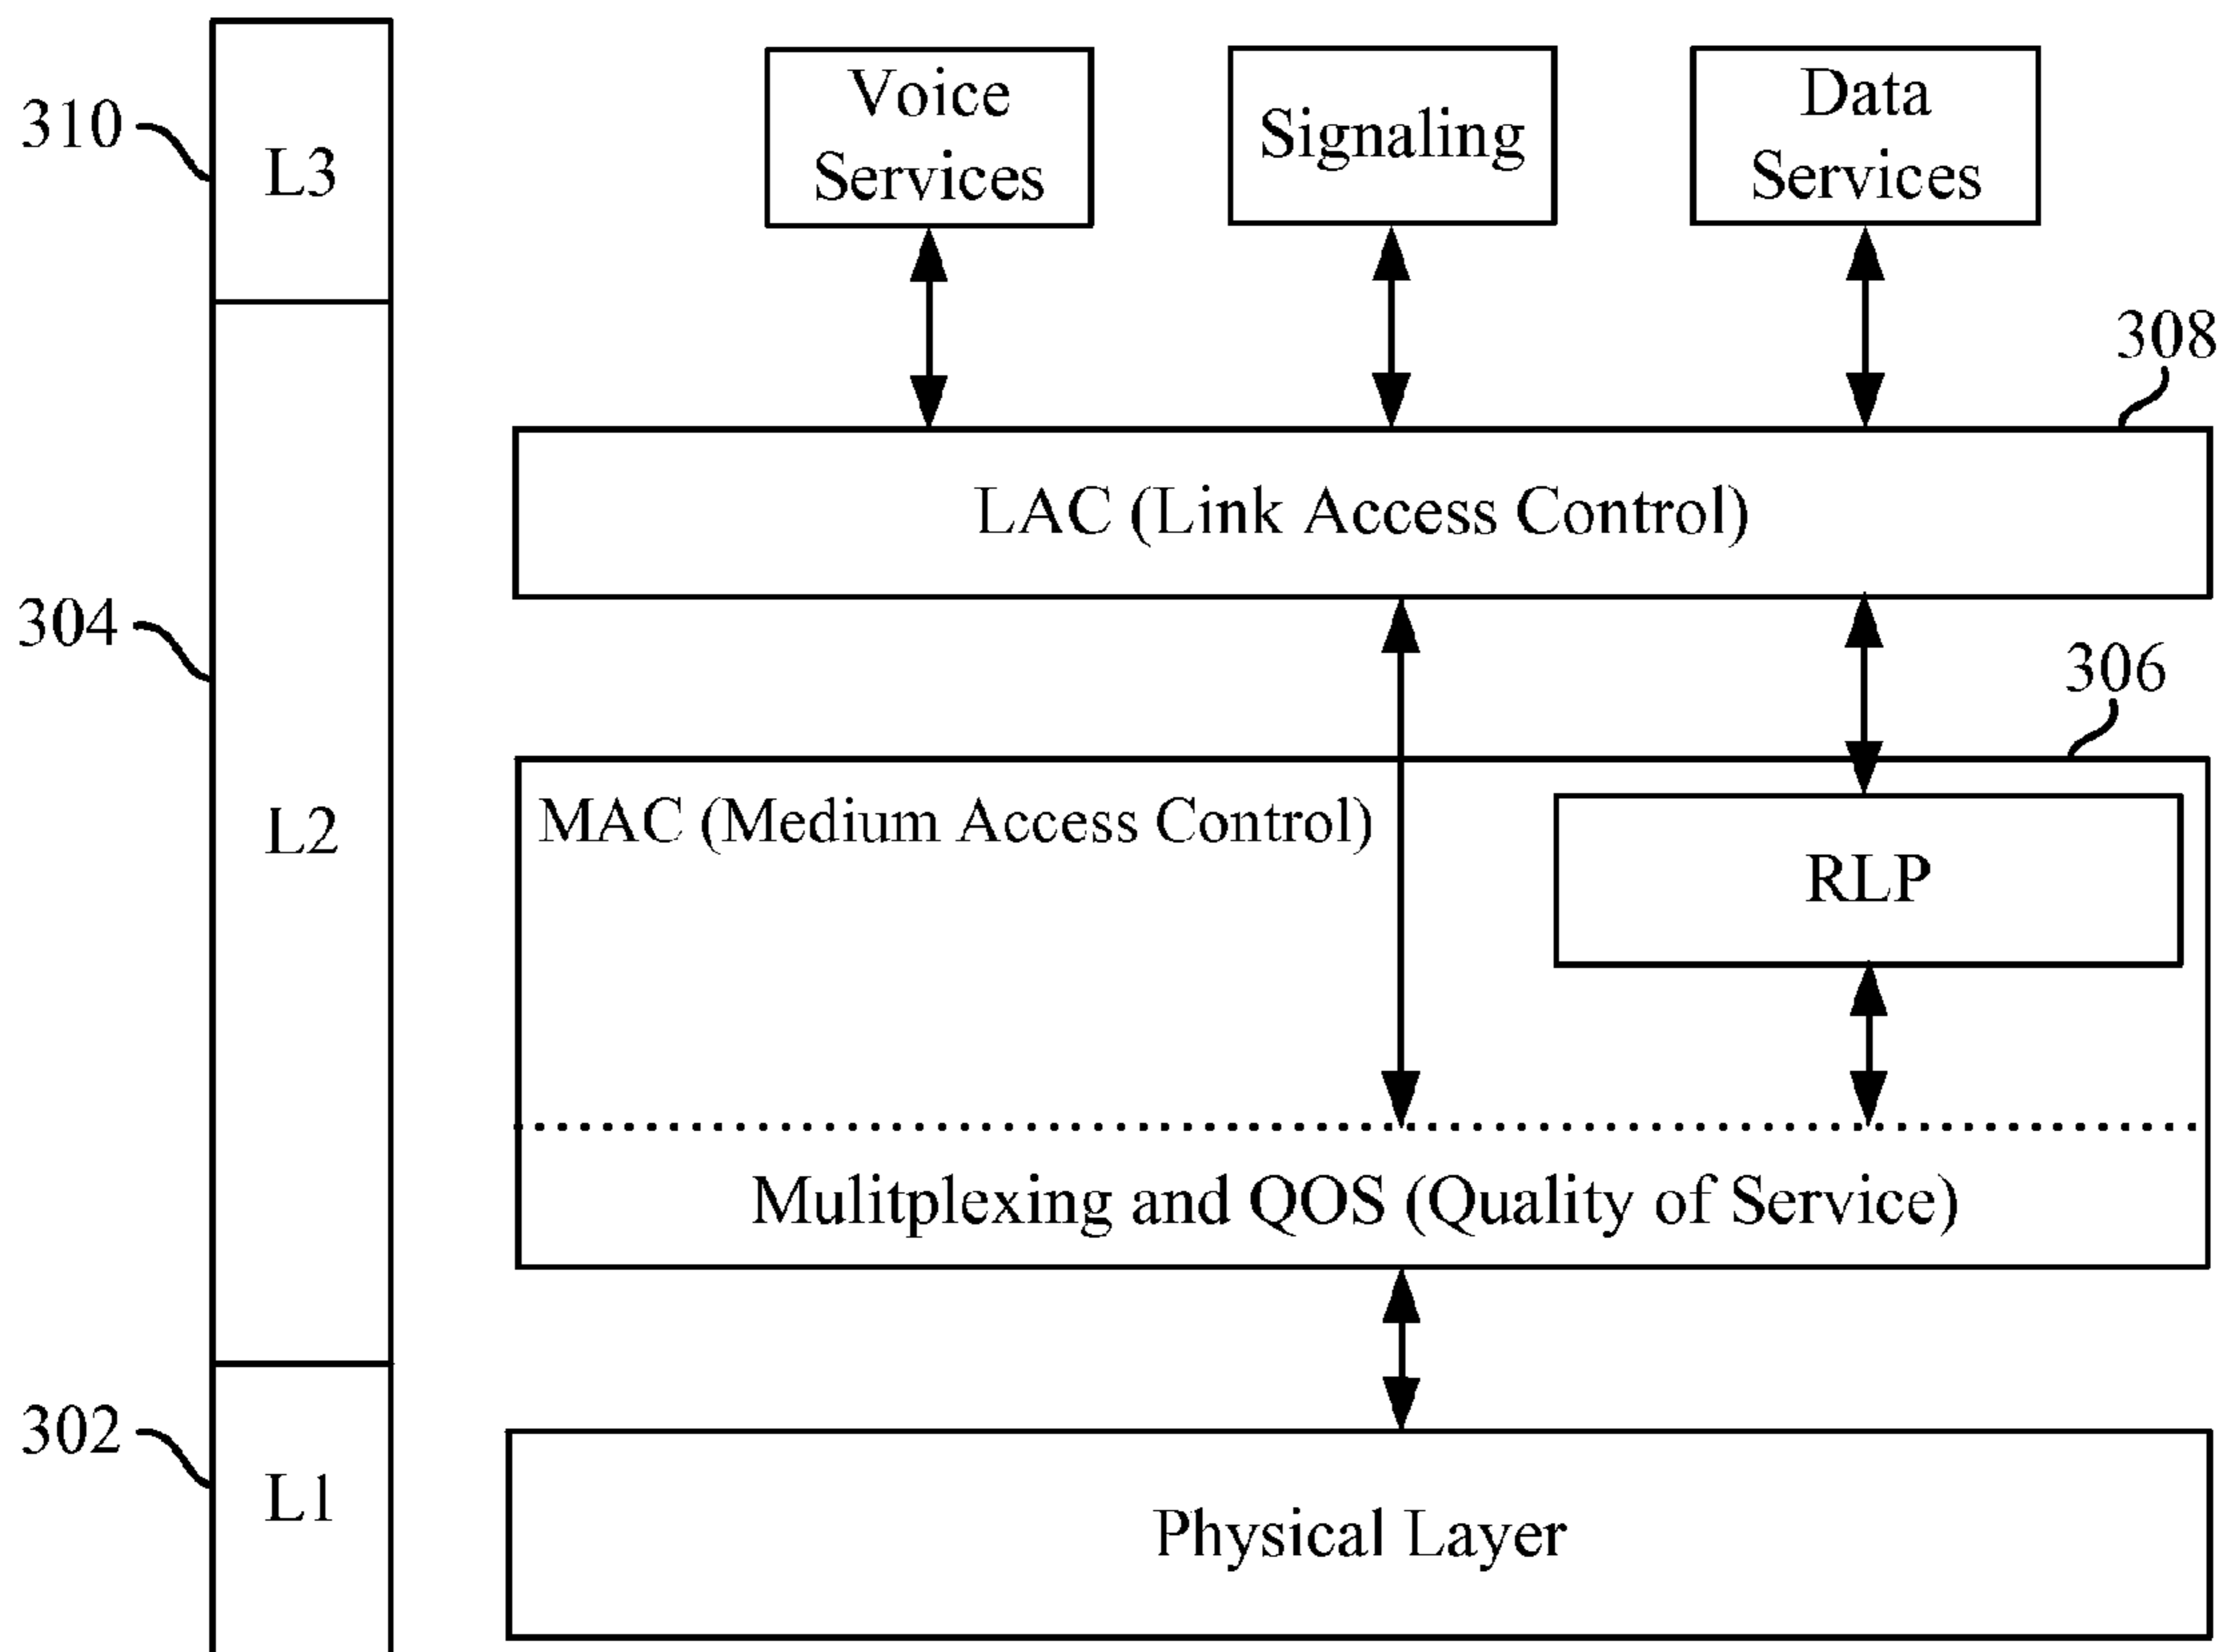 310
L3
Voice
Services
Signaling
Data
Services
308
LAC (Link Access Control)
304
L2
306
MAC (Medium Access Control)
RLP
Mulitplexing and QOS (Quality of Service)
302
L1
Physical Layer